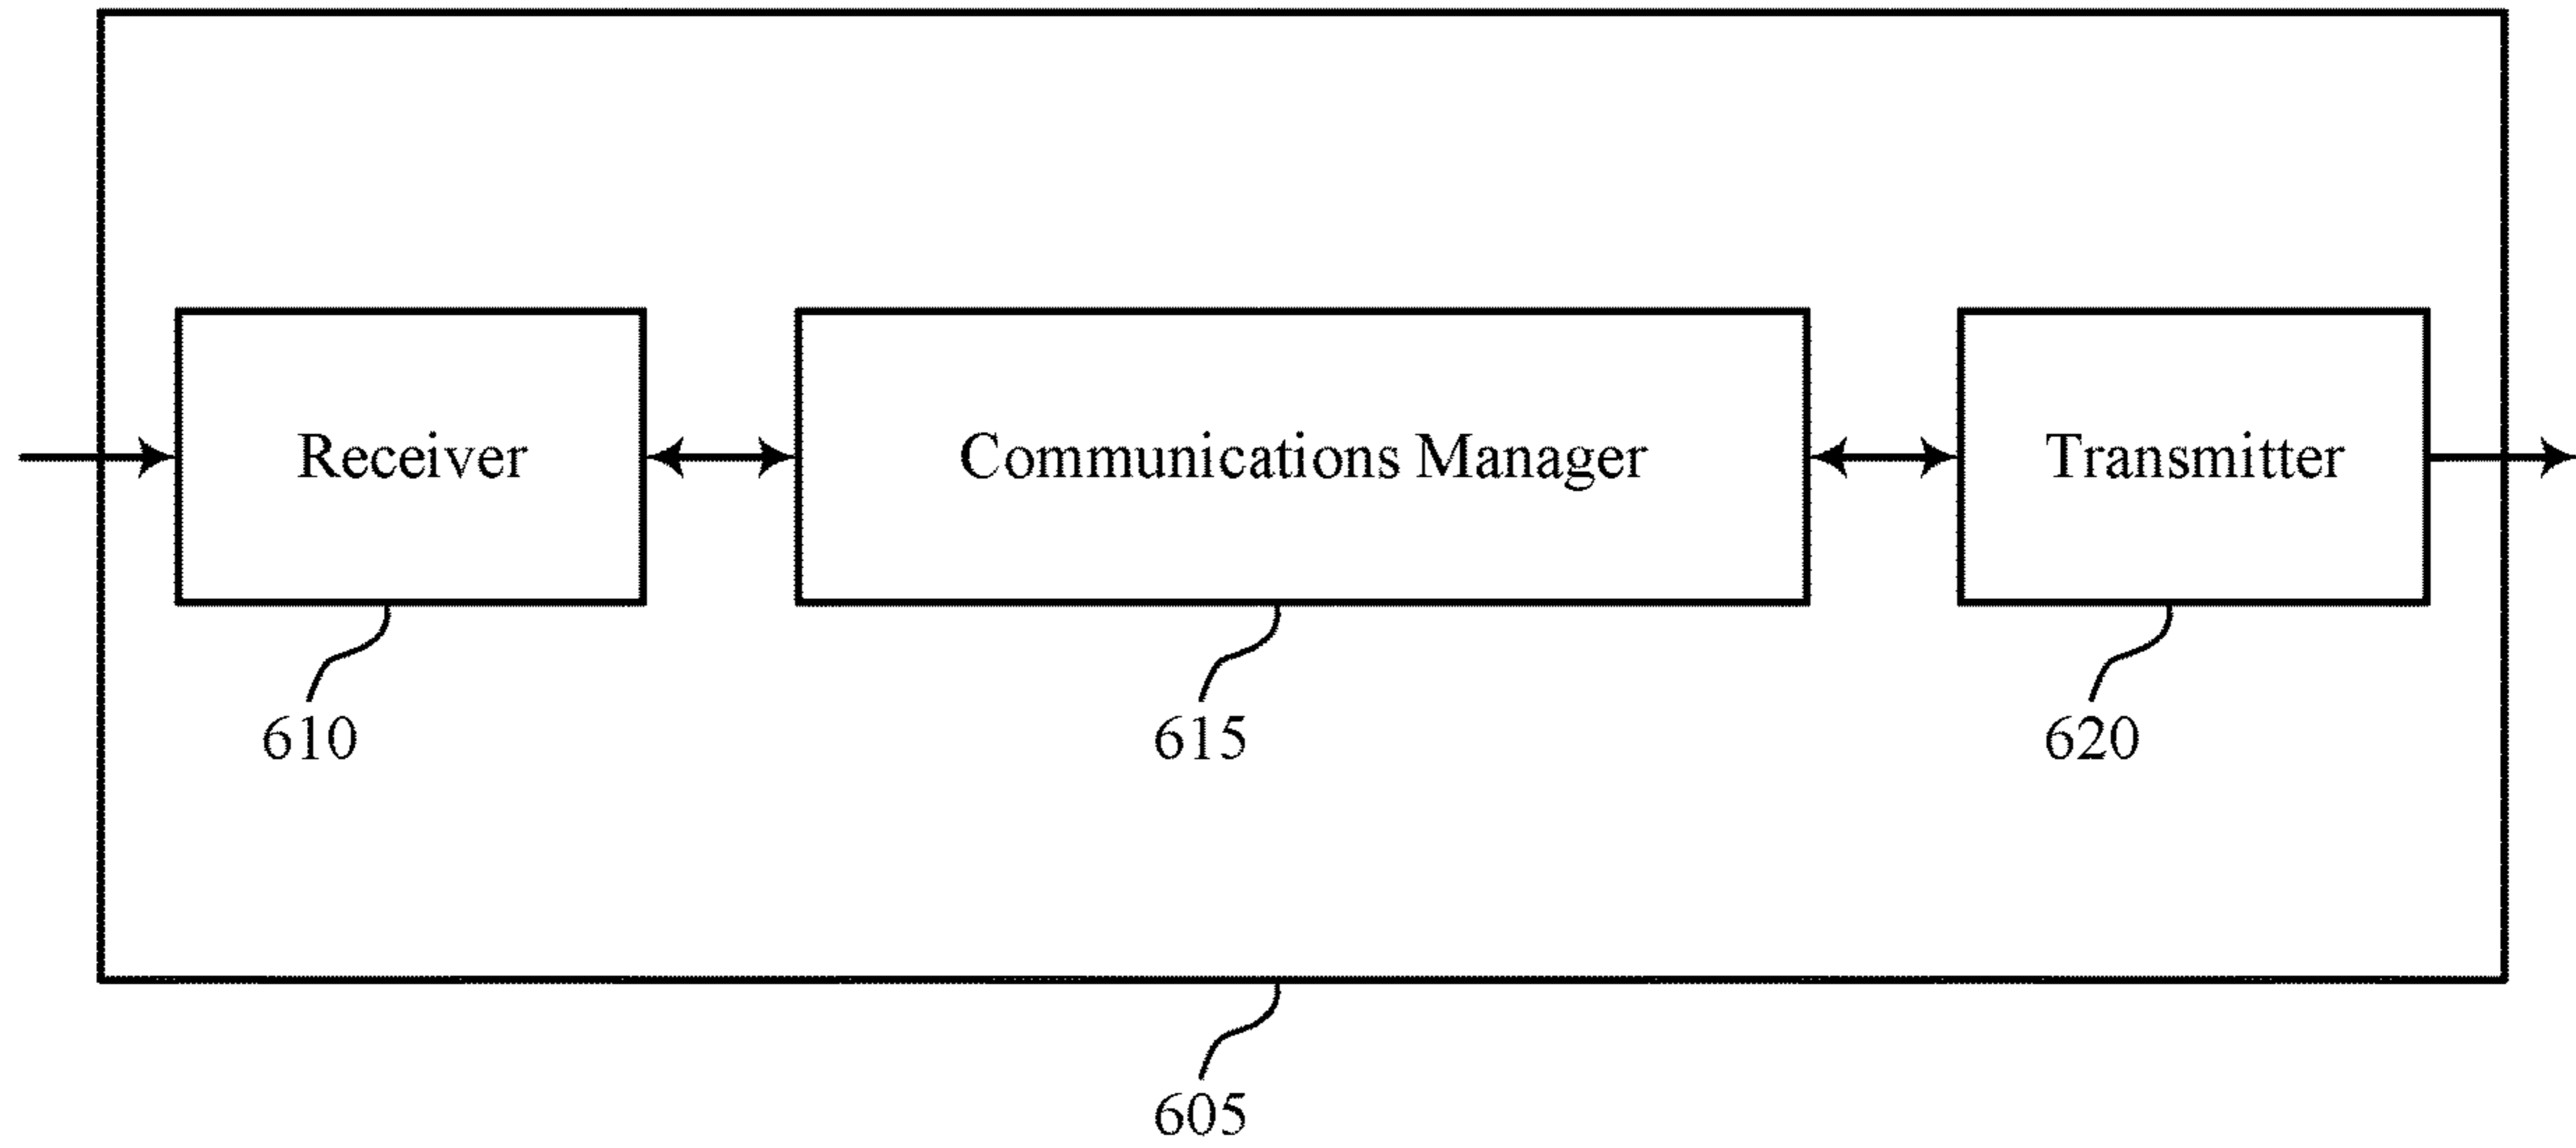 Receiver
Communications Manager
Transmitter
610
615
620
605